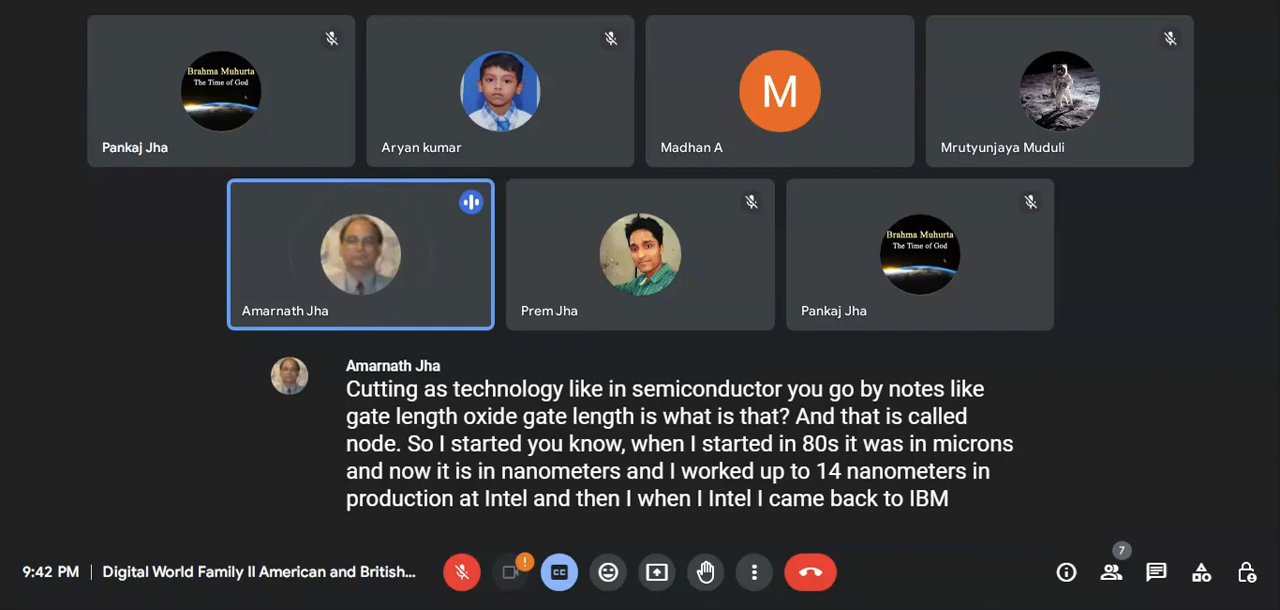 Brahma Muhurta
The Time of God
Pankaj Jha
Aryan kumar
M
Madhan A
Mrutyunjaya Muduli
Amarnath Jha
Prem Jha
Brahma Muhurta
The Time of God
Pankaj Jha
Amarnath Jha
Cutting as technology like in semiconductor you go by notes like
gate length oxide gate length is what is that? And that is called
node. So I started you know, when I started in 80s it was in microns
and now it is in nanometers and I worked up to 14 nanometers in
production at Intel and then I when I Intel I came back to IBM
9:42 PM | Digital World Family II American and British...
!
CC
7